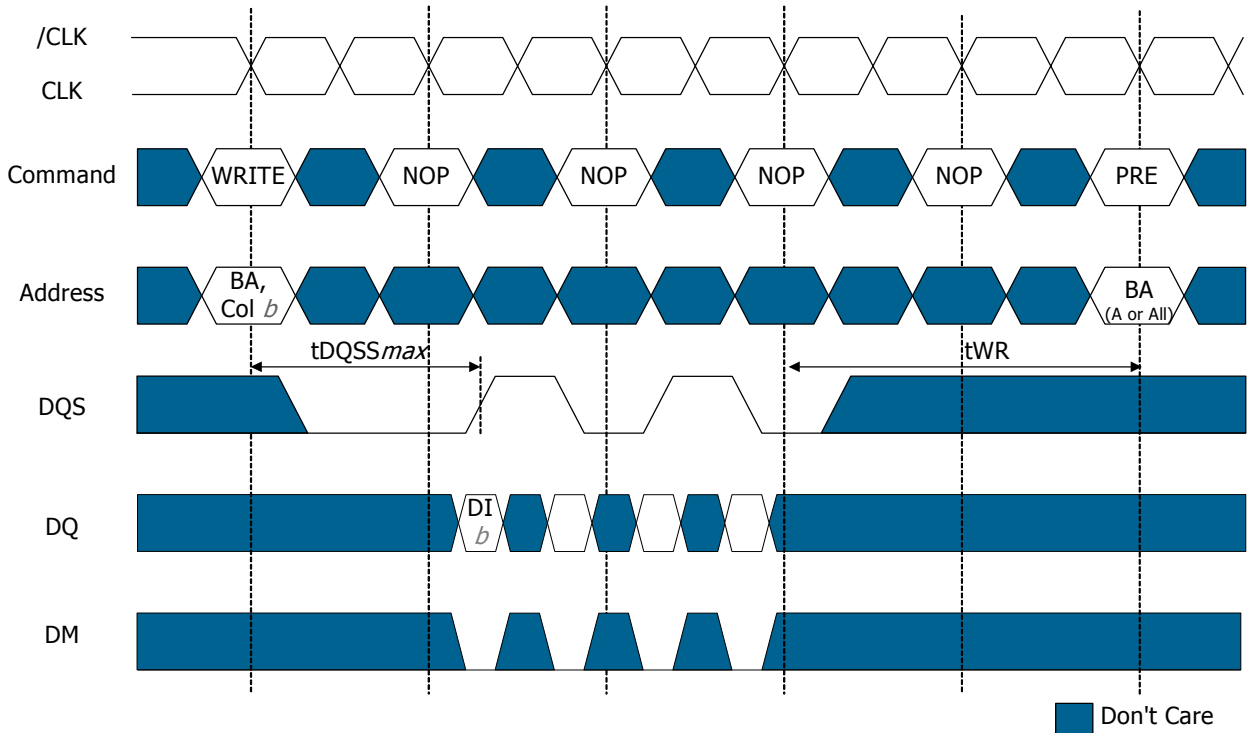 /CLK
CLK
Command
WRITE
NOP
NOP
NOP
NOP
PRE
Address
BA,
Col b
BA
(A or All)
tDQSSmax
tWR
DQS
DQ
DI
b
DM
Don't Care